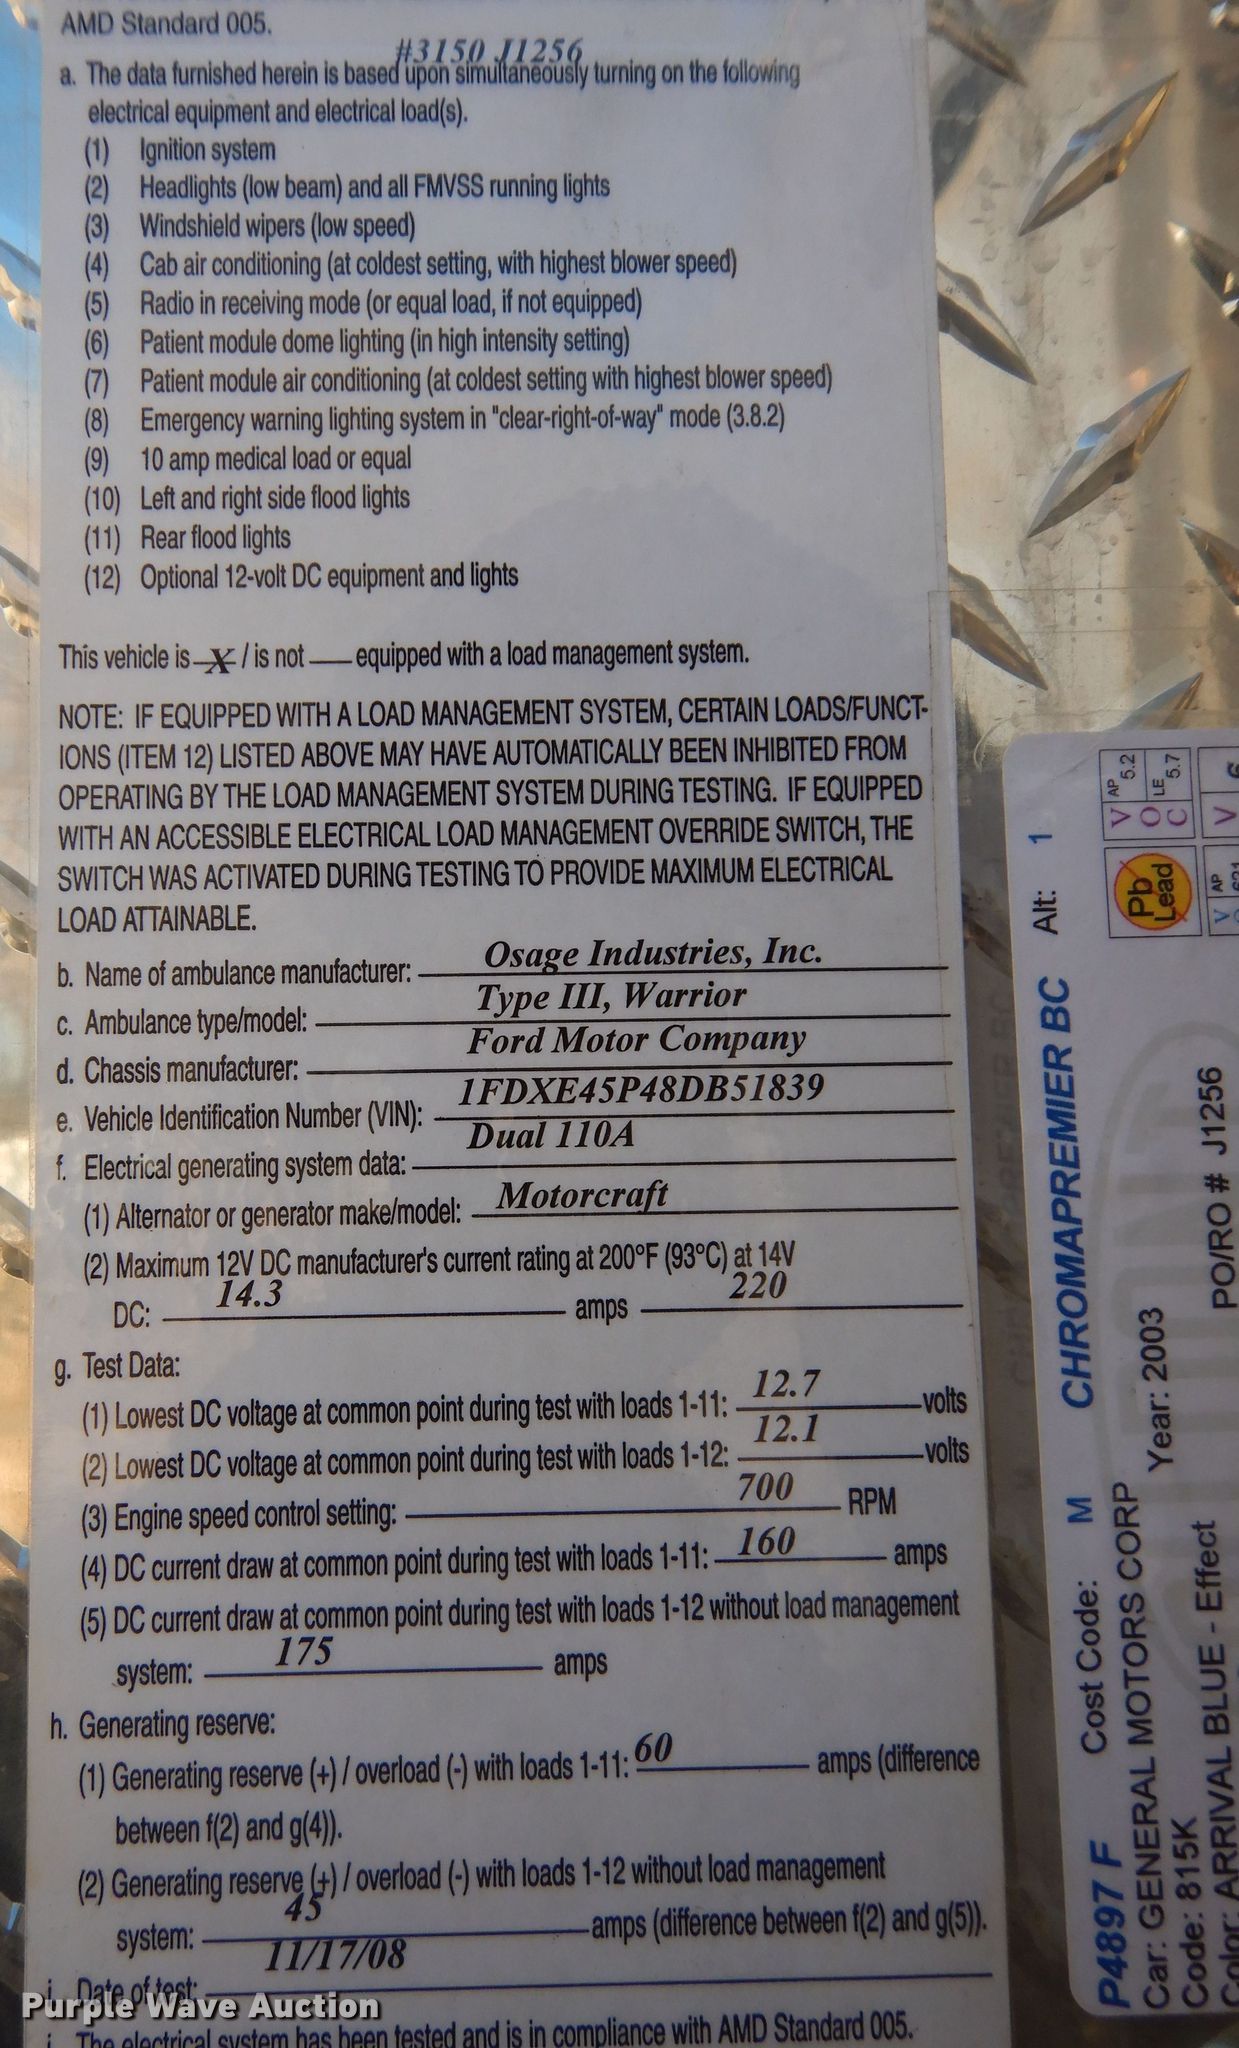 AMD Standard 005.
#3150 J1256
a. The data furnished herein is based upon simultaneously turning on the following
electrical equipment and electrical load(s).
(1) Ignition system
(2) Headlights (low beam) and all FMVSS running lights
(3) Windshield wipers (low speed)
(4) Cab air conditioning (at coldest setting, with highest blower speed)
(5) Radio in receiving mode (or equal load, if not equipped)
(6) Patient module dome lighting (in high intensity setting)
(7) Patient module air conditioning (at coldest setting with highest blower speed)
(8) Emergency warning lighting system in "clear-right-of-way" mode (3.8.2)
(9) 10 amp medical load or equal
(10) Left and right side flood lights
(11) Rear flood lights
(12) Optional 12-volt DC equipment and lights
This vehicle is X / is not ___ equipped with a load management system.
NOTE: IF EQUIPPED WITH A LOAD MANAGEMENT SYSTEM, CERTAIN LOADS/FUNCT-
IONS (ITEM 12) LISTED ABOVE MAY HAVE AUTOMATICALLY BEEN INHIBITED FROM
OPERATING BY THE LOAD MANAGEMENT SYSTEM DURING TESTING. IF EQUIPPED
WITH AN ACCESSIBLE ELECTRICAL LOAD MANAGEMENT OVERRIDE SWITCH, THE
SWITCH WAS ACTIVATED DURING TESTING TO PROVIDE MAXIMUM ELECTRICAL
LOAD ATTAINABLE.
b. Name of ambulance manufacturer: Osage Industries, Inc.
c. Ambulance type/model: Type III, Warrior
d. Chassis manufacturer: Ford Motor Company
e. Vehicle Identification Number (VIN): 1FDXE45P48DB51839
f. Electrical generating system data: Dual 110A
(1) Alternator or generator make/model: Motorcraft
(2) Maximum 12V DC manufacturer's current rating at 200°F (93°C) at 14V
DC: 14.3 amps 220
g. Test Data:
(1) Lowest DC voltage at common point during test with loads 1-11: 12.7 volts
(2) Lowest DC voltage at common point during test with loads 1-12: 12.1 volts
(3) Engine speed control setting: 700 RPM
(4) DC current draw at common point during test with loads 1-11: 160 amps
(5) DC current draw at common point during test with loads 1-12 without load management
system: 175 amps
h. Generating reserve:
(1) Generating reserve (+) / overload (-) with loads 1-11: 60 amps (difference
between f(2) and g(4)).
(2) Generating reserve (+) / overload (-) with loads 1-12 without load management
system: 45 amps (difference between f(2) and g(5)).
i. Date of test: 11/17/08
j. The electrical system has been tested and is in compliance with AMD Standard 005.
Purple Wave Auction
P4897 F Cost Code: M CHROMAPREMIER BC Alt: 1
Car: GENERAL MOTORS CORP
Code: 815K Year: 2003
Color: ARRIVAL BLUE - Effect PO/RO # J1256
Pb
Lead
V AP 5.2
O LE
C 5.7
V AP
V